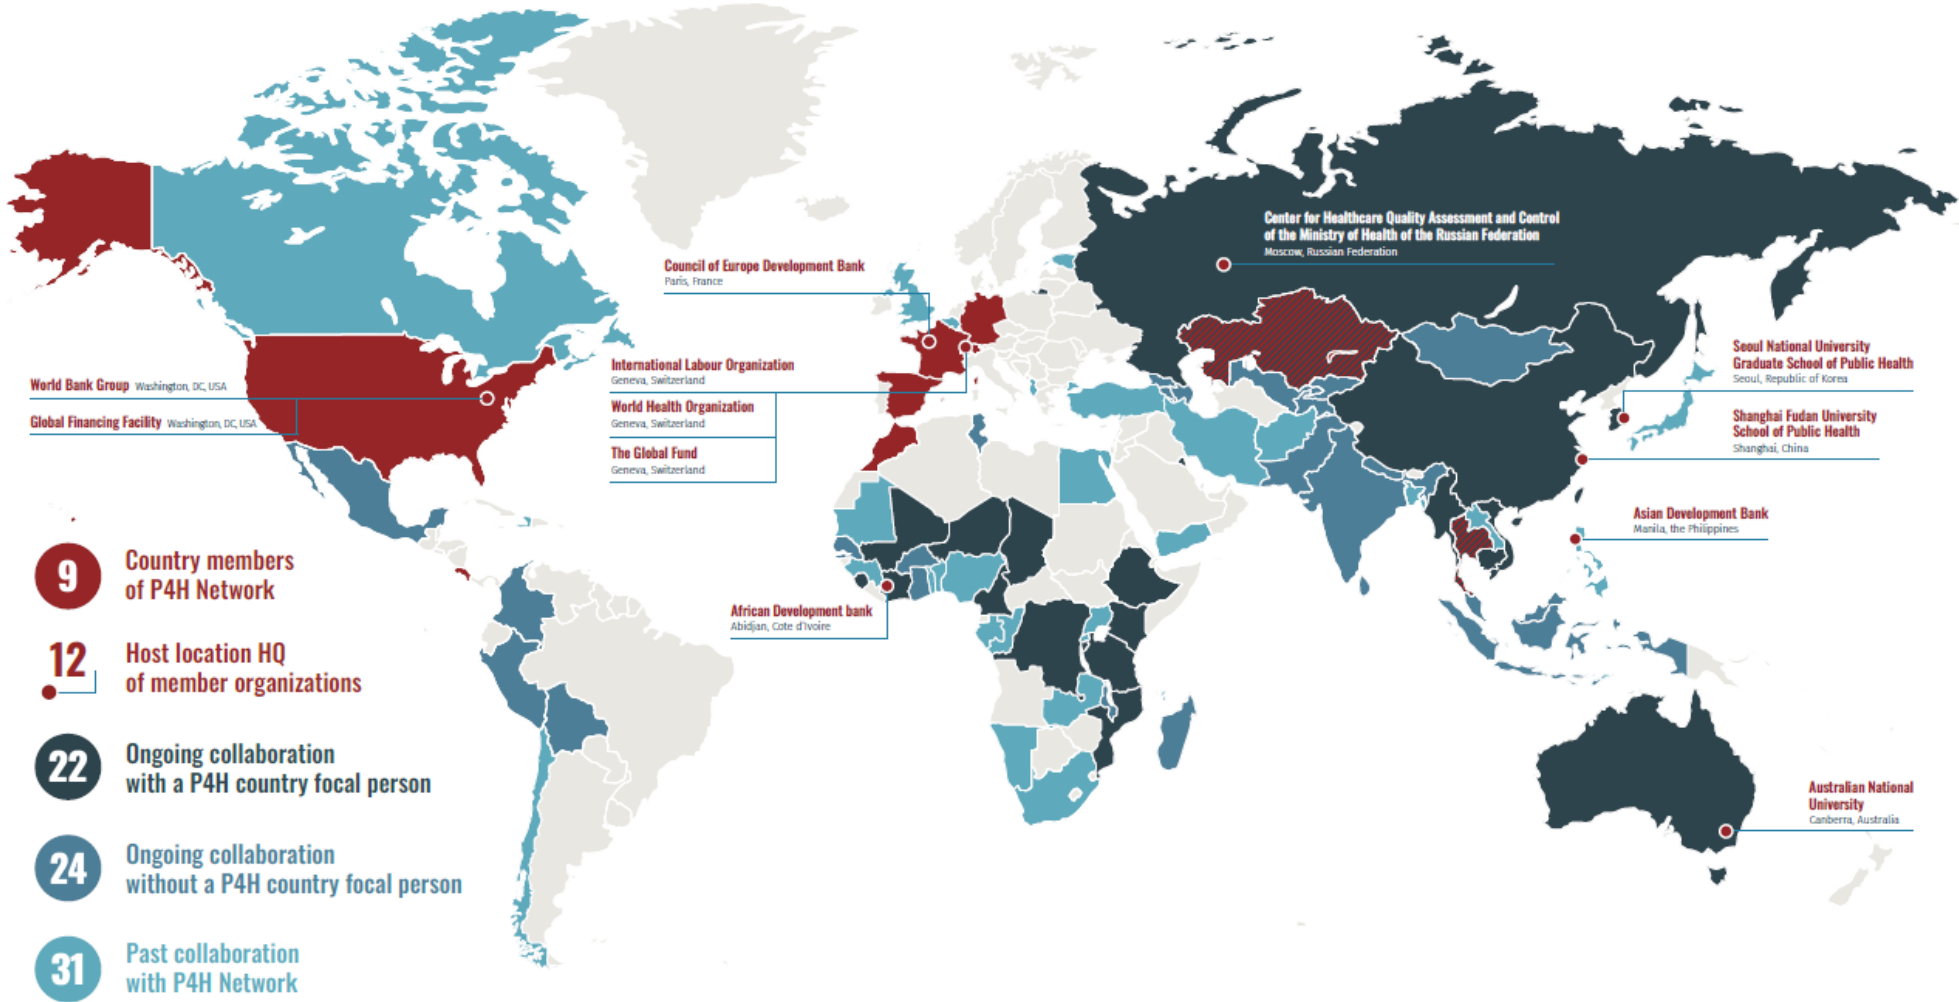 Center for Healthcare Quality Assessment and Control
of the Ministry of Health of the Russian Federation
Moscow, Russian Federation
Council of Europe Development Bank
Paris, France
International Labour Organization
Geneva, Switzerland
World Health Organization
Geneva, Switzerland
The Global Fund
Geneva, Switzerland
World Bank Group Washington, DC, USA
Global Financing Facility Washington, DC, USA
Seoul National University
Graduate School of Public Health
Seoul, Republic of Korea
Shanghai Fudan University
School of Public Health
Shanghai, China
Asian Development Bank
Manila, the Philippines
African Development bank
Abidjan, Cote d'Ivoire
Australian National
University
Canberra, Australia
9
Country members
of P4H Network
12
Host location HQ
of member organizations
22
Ongoing collaboration
with a P4H country focal person
24
Ongoing collaboration
without a P4H country focal person
31
Past collaboration
with P4H Network